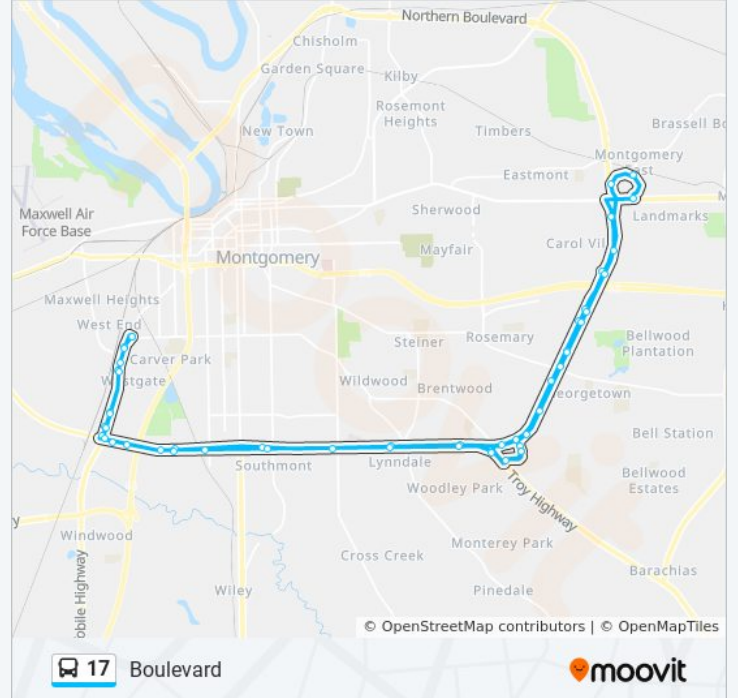 Northern Boulevard
Chisholm
Garden Square
Kilby
Rosemont
Heights
New Town
Timbers
Brassell Bo
Montgomery
East
Eastmont
Maxwell Air
Force Base
Sherwood
Landmarks
Mayfair
Carol Vil
Montgomery
Maxwell Heights
West End
Steiner
Rosemary
Bellwood
Plantation
Carver Park
Westgate
Wildwood
Brentwood
Georgetown
Bell Station
Southmont
Lynndale
Woodley Park
Bellwood
Estates
Troy Highway
Windwood
Monterey Park
Cross Creek
Barachlas
Wiley
Pinedale
obile Highway
© OpenStreetMap contributors | © OpenMapTiles
17 Boulevard
moovit